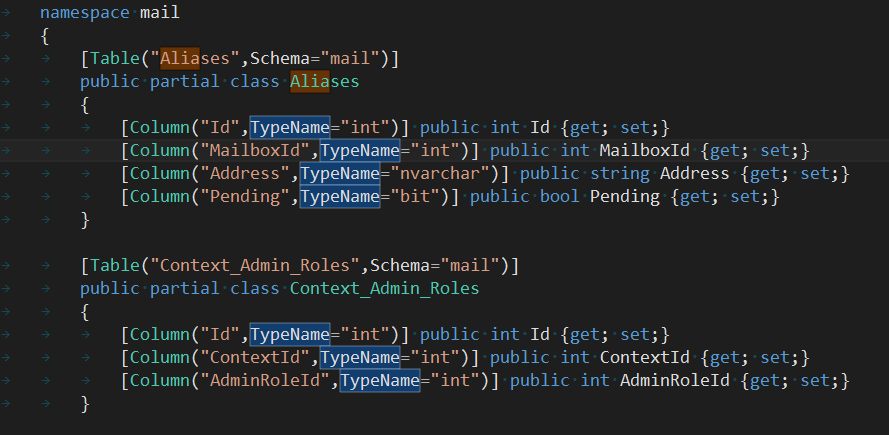 namespace mail
{
[Table("Aliases",Schema="mail")]
public partial class Aliases
{
[Column("Id",TypeName="int")] public int Id {get; set;}
[Column("MailboxId",TypeName="int")] public int MailboxId {get; set;}
[Column("Address",TypeName="nvarchar")] public string Address {get; set;}
[Column("Pending",TypeName="bit")] public bool Pending {get; set;}
}
[Table("Context_Admin_Roles",Schema="mail")]
public partial class Context_Admin_Roles
{
[Column("Id",TypeName="int")] public int Id {get; set;}
[Column("ContextId",TypeName="int")] public int ContextId {get; set;}
[Column("AdminRoleId",TypeName="int")] public int AdminRoleId {get; set;}
}